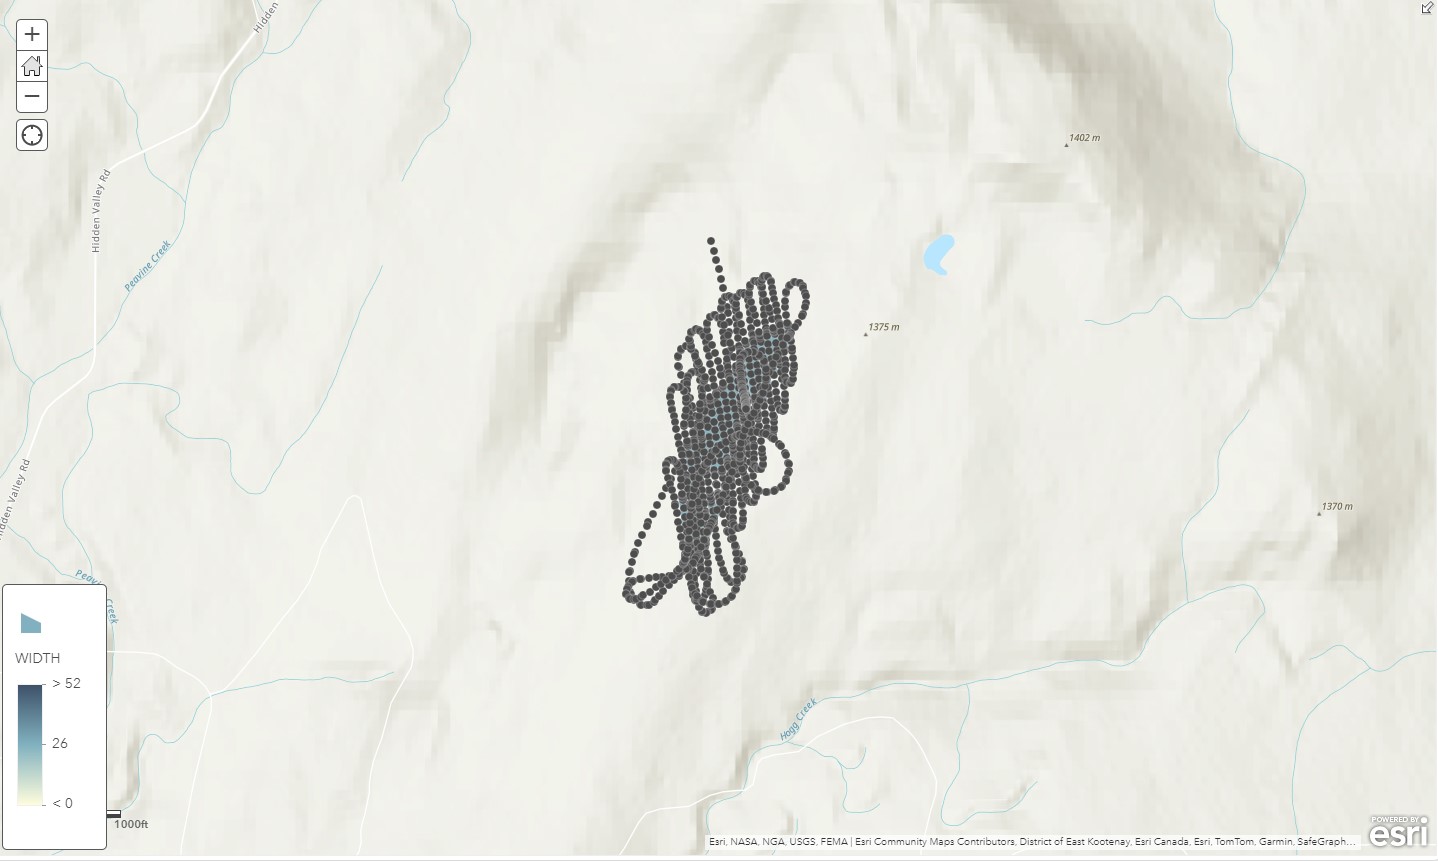 Hidden
+
−
1402 m
Hidden Valley Rd
Peavine Creek
1375 m
Hidden Valley Rd
1370 m
Creek
WIDTH
> 52
26
< 0
Hogg Creek
1000ft
POWERED BY
esri
Esri, NASA, NGA, USGS, FEMA | Esri Community Maps Contributors, District of East Kootenay, Esri Canada, Esri, TomTom, Garmin, SafeGraph...